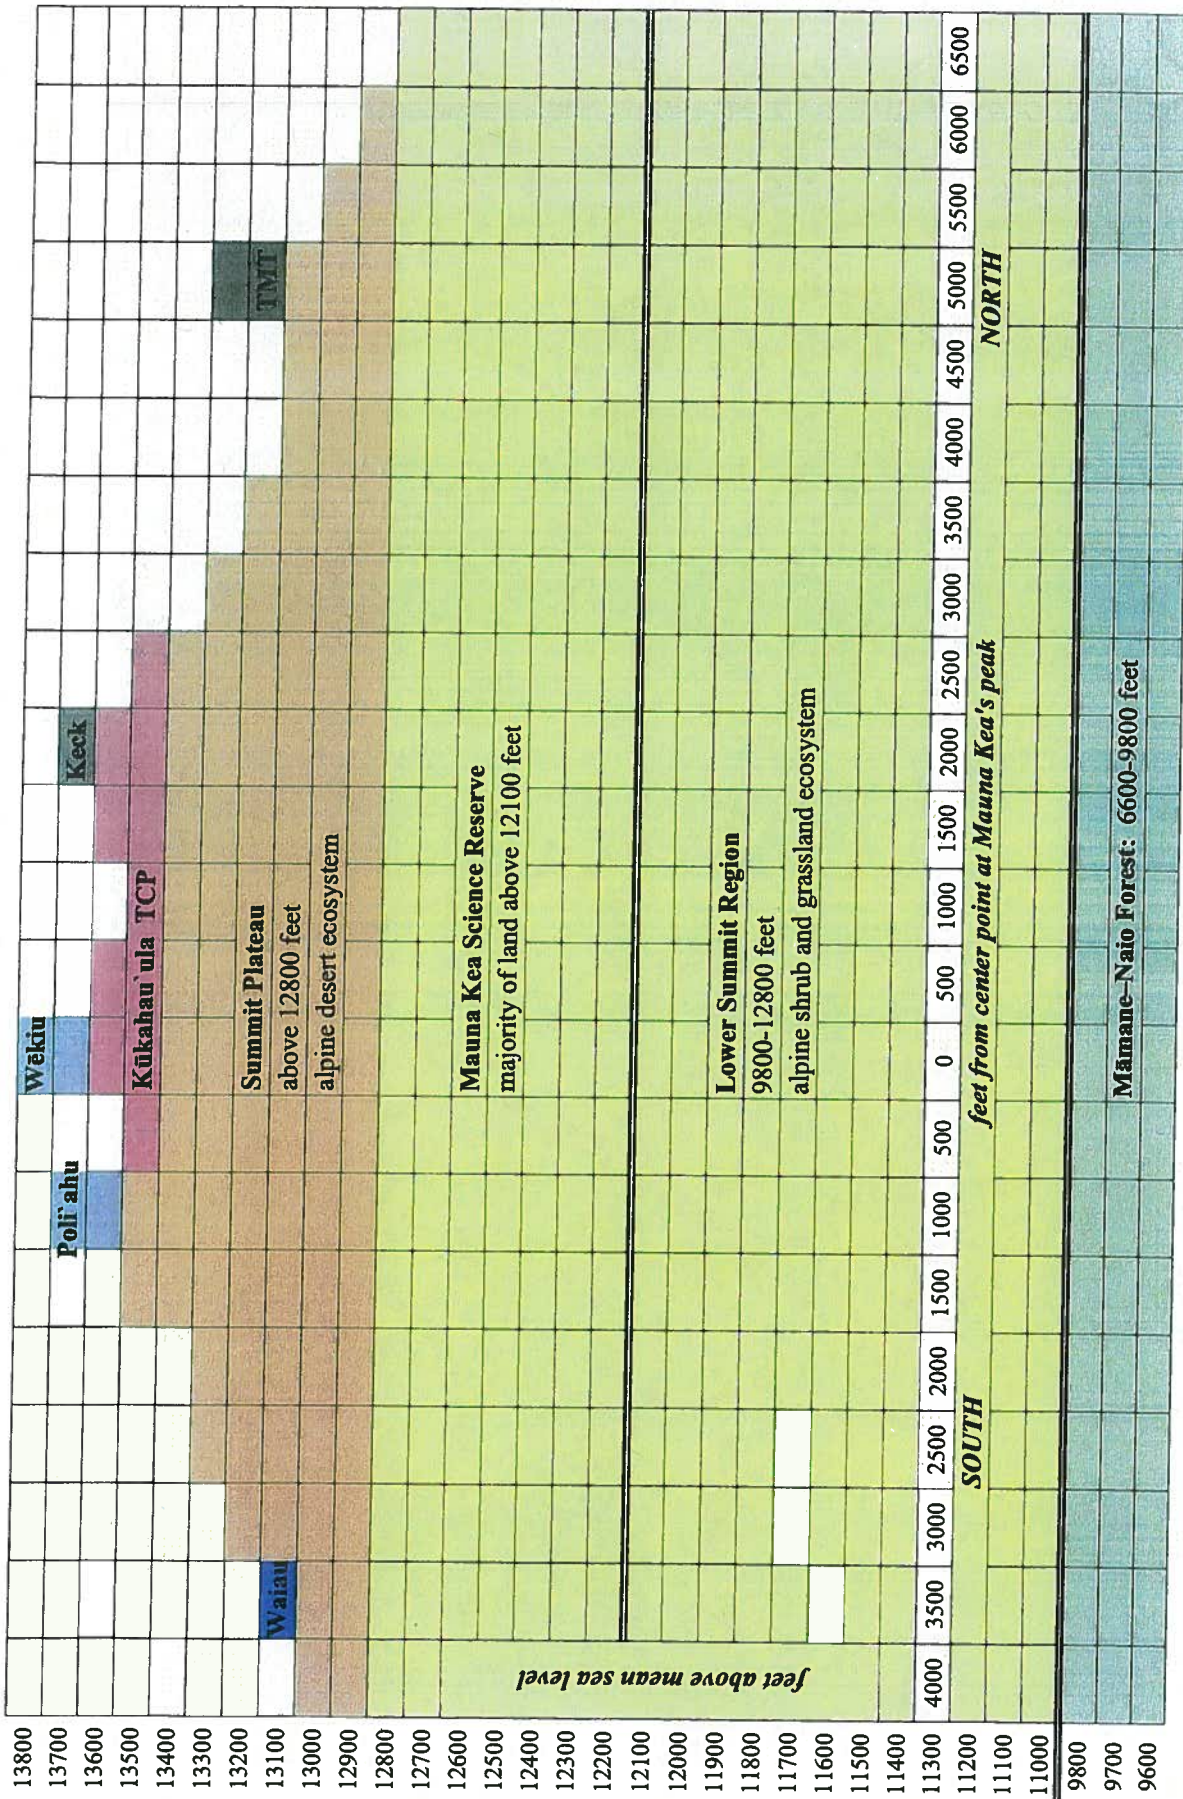 13800
13700
13600
13500
13400
13300
13200
13100
13000
12900
12800
12700
12600
12500
12400
12300
12200
12100
12000
11900
11800
11700
11600
11500
11400
11300
11200
11100
11000
9800
9700
9600
Wēkiu
Poli`ahu
Keck
Kūkahau`ula TCP
Waiau
TMT
Summit Plateau
above 12800 feet
alpine desert ecosystem
Mauna Kea Science Reserve
majority of land above 12100 feet
Lower Summit Region
9800-12800 feet
alpine shrub and grassland ecosystem
feet above mean sea level
4000 3500 3000 2500 2000 1500 1000 500 0 500 1000 1500 2000 2500 3000 3500 4000 4500 5000 5500 6000 6500
SOUTH feet from center point at Mauna Kea's peak NORTH
Māmane-Naio Forest: 6600-9800 feet